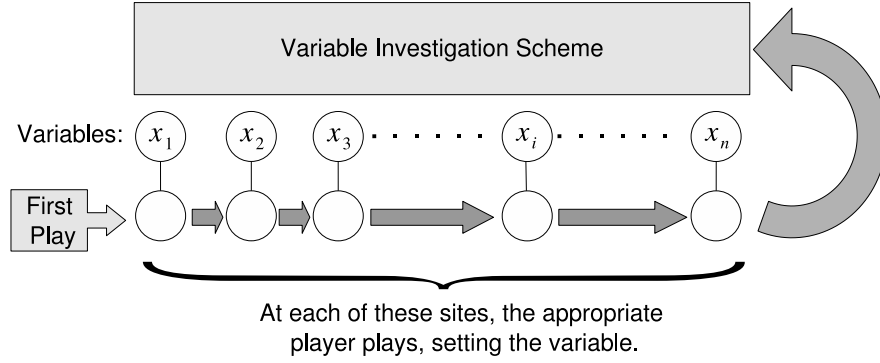 Variable Investigation Scheme
Variables: x1 x2 x3 . . . . . . xi . . . . . . xn
First
Play
At each of these sites, the appropriate
player plays, setting the variable.